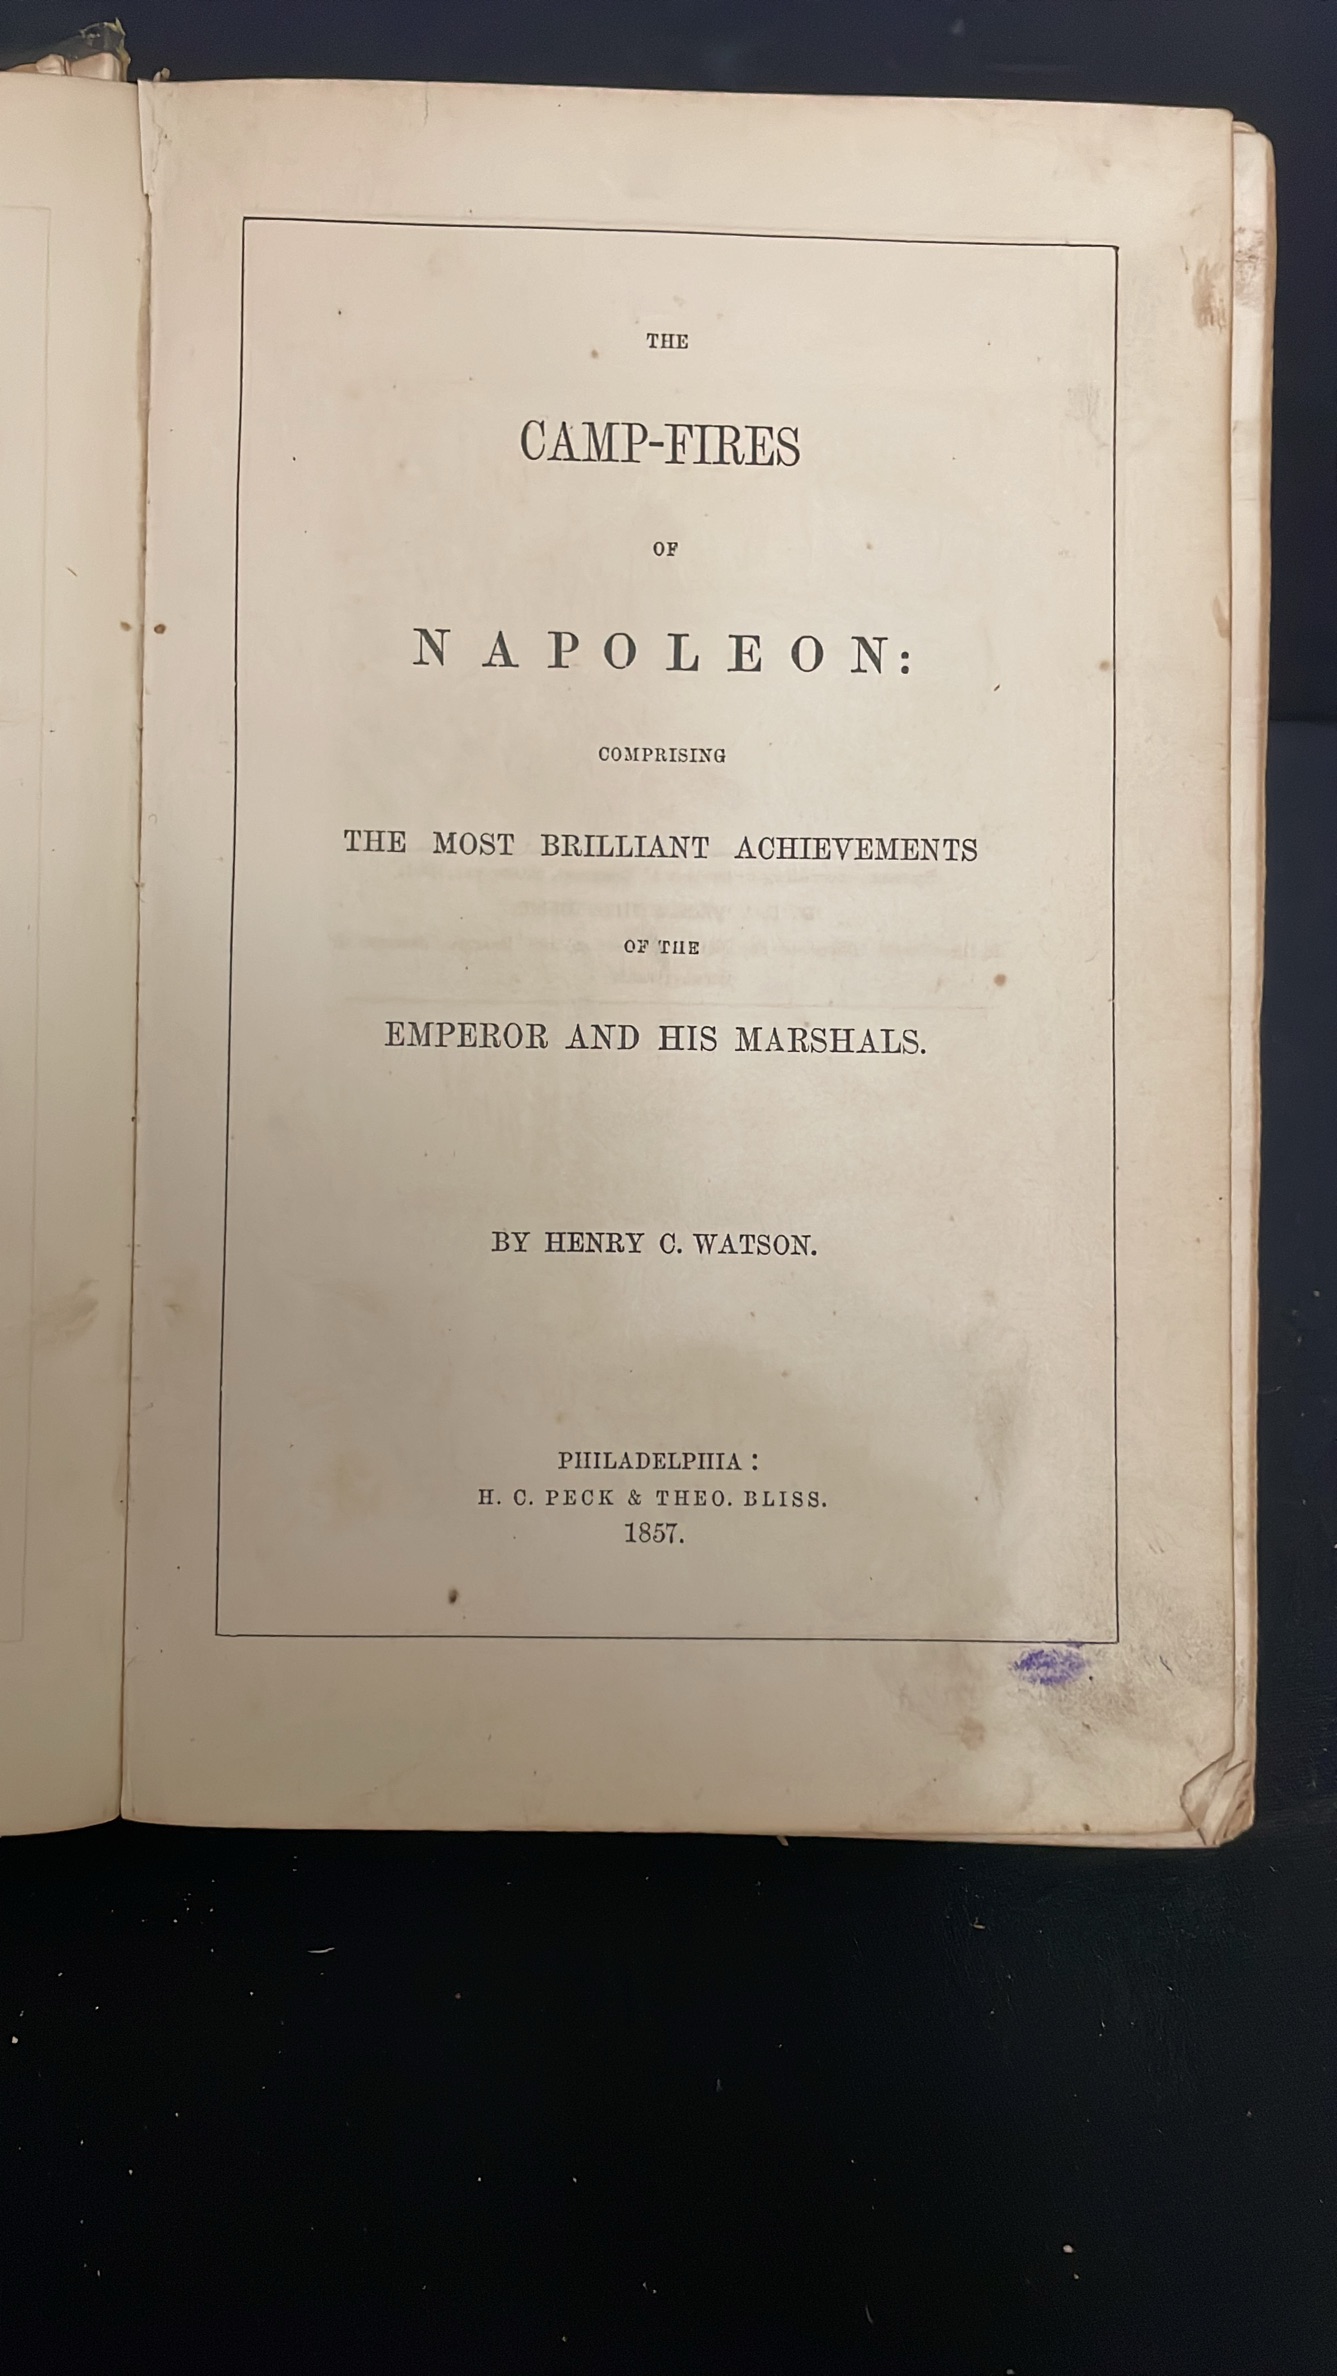 THE
CAMP-FIRES
OF
NAPOLEON:
COMPRISING
THE MOST BRILLIANT ACHIEVEMENTS
OF THE
EMPEROR AND HIS MARSHALS.
BY HENRY C. WATSON.
PHILADELPHIA:
H. C. PECK & THEO. BLISS.
1857.